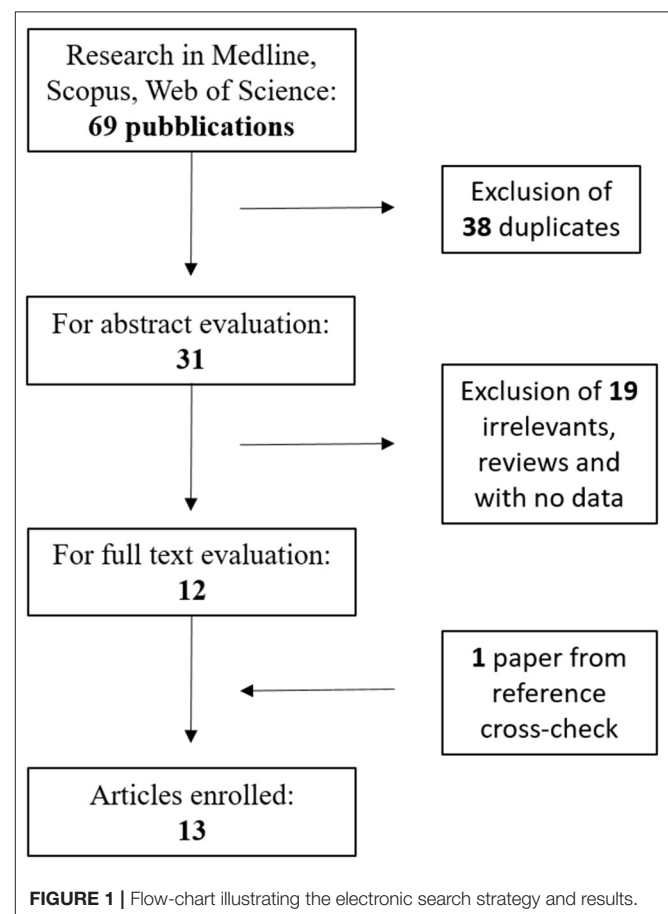 Research in Medline,
Scopus, Web of Science:
69 pubblications
Exclusion of
38 duplicates
For abstract evaluation:
31
Exclusion of 19
irrelevants,
reviews and
with no data
For full text evaluation:
12
1 paper from
reference
cross-check
Articles enrolled:
13
FIGURE 1 | Flow-chart illustrating the electronic search strategy and results.